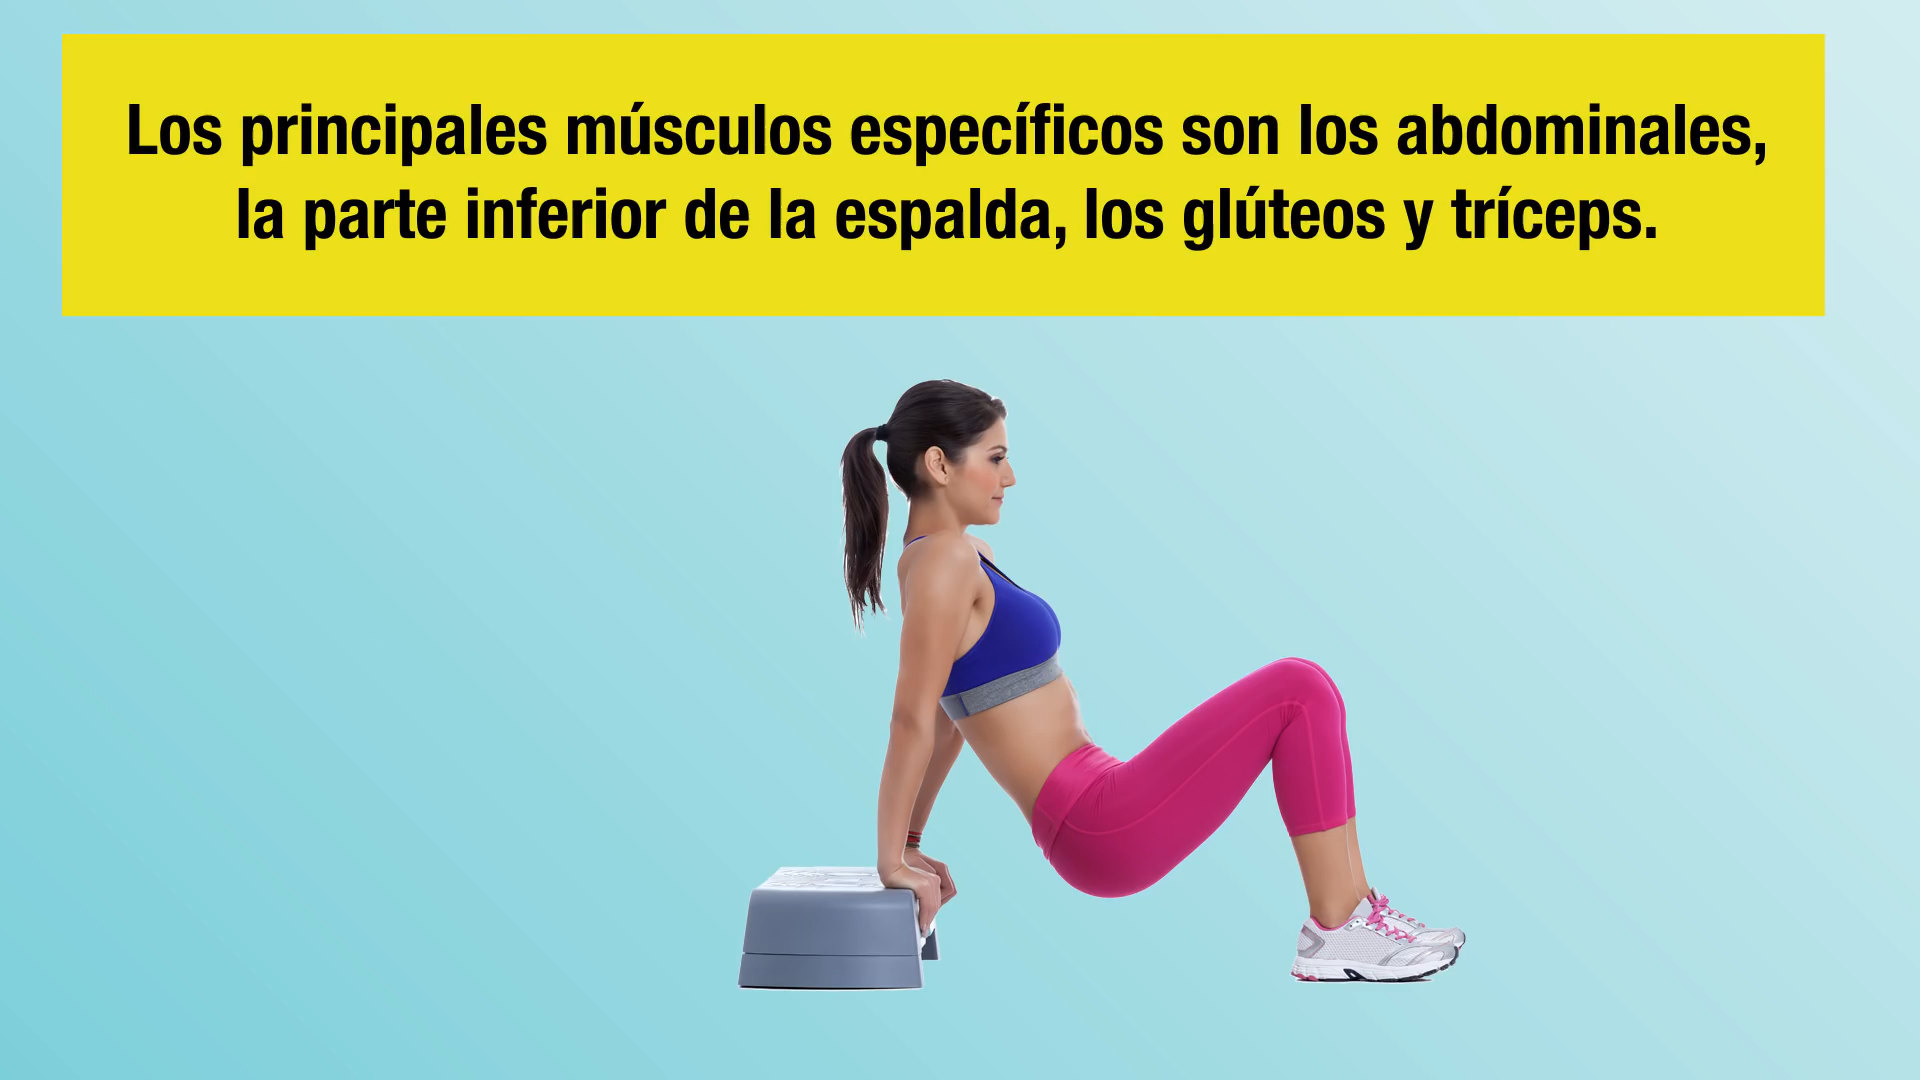 Los principales músculos específicos son los abdominales,
la parte inferior de la espalda, los glúteos y tríceps.